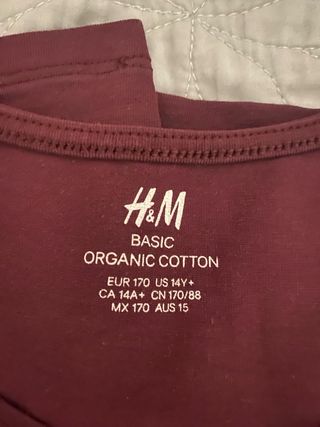 H&M
BASIC
ORGANIC COTTON
EUR 170 US 14Y+
CA 14A+ CN 170/88
MX 170 AUS 15